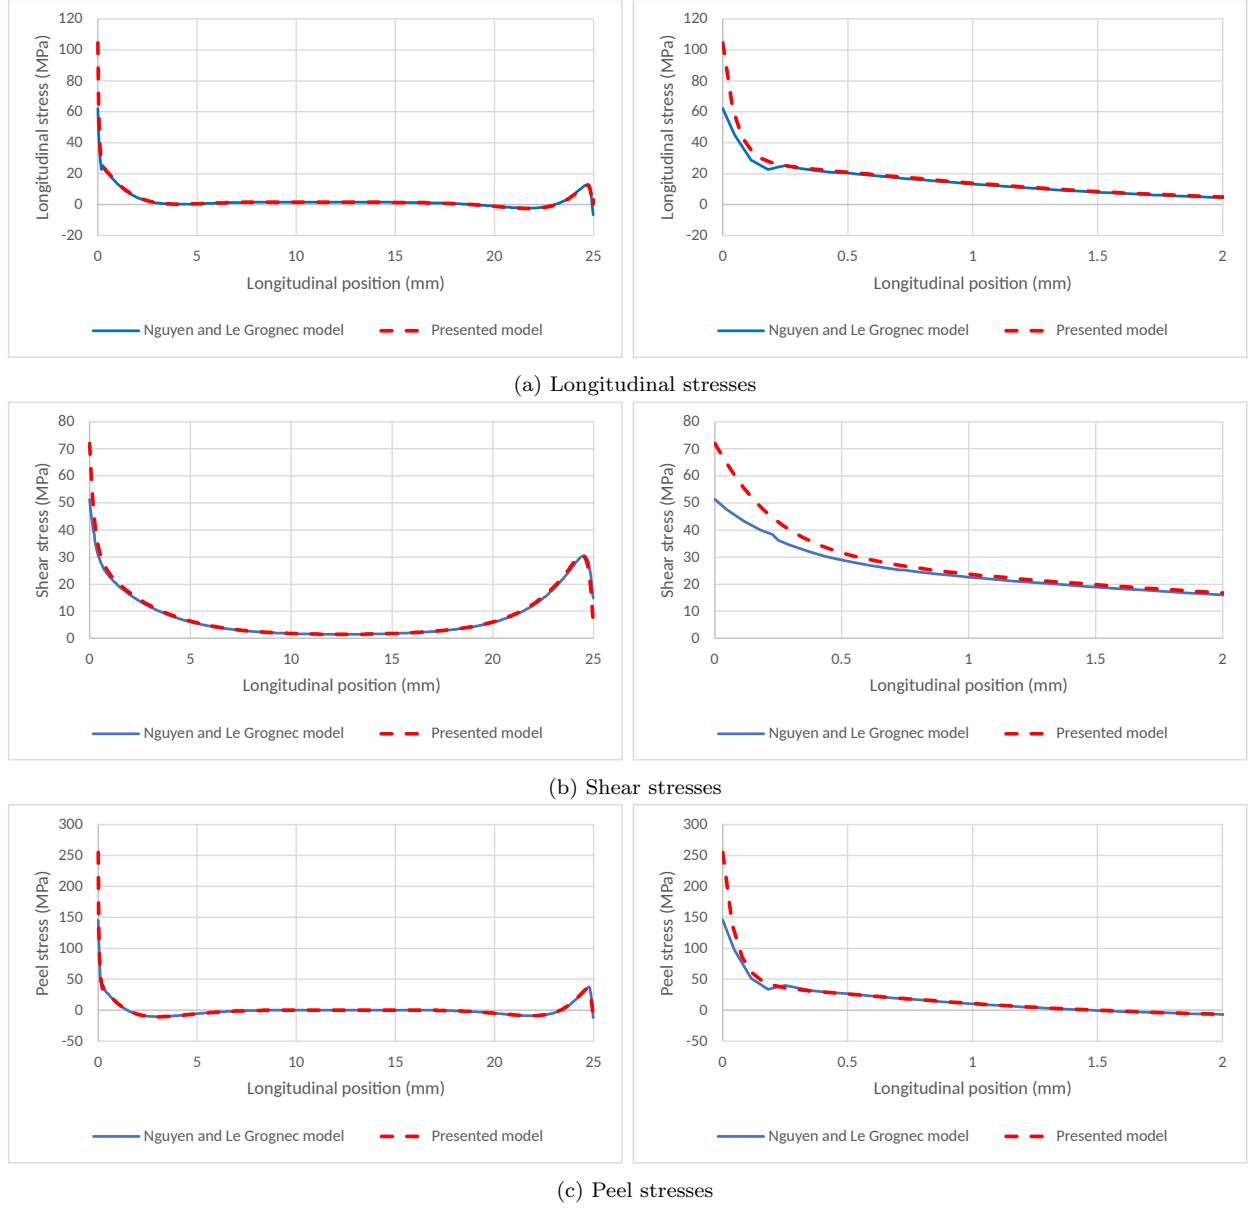 120
100
80
60
40
20
0
-20
Longitudinal stress (MPa)
0 5 10 15 20 25
Longitudinal position (mm)
Nguyen and Le Grognec model Presented model
120
100
80
60
40
20
0
-20
Longitudinal stress (MPa)
0 0.5 1 1.5 2
Longitudinal position (mm)
Nguyen and Le Grognec model Presented model
(a) Longitudinal stresses
80
70
60
50
40
30
20
10
0
Shear stress (MPa)
0 5 10 15 20 25
Longitudinal position (mm)
Nguyen and Le Grognec model Presented model
80
70
60
50
40
30
20
10
0
Shear stress (MPa)
0 0.5 1 1.5 2
Longitudinal position (mm)
Nguyen and Le Grognec model Presented model
(b) Shear stresses
300
250
200
150
100
50
0
-50
Peel stress (MPa)
0 5 10 15 20 25
Longitudinal position (mm)
Nguyen and Le Grognec model Presented model
300
250
200
150
100
50
0
-50
Peel stress (MPa)
0 0.5 1 1.5 2
Longitudinal position (mm)
Nguyen and Le Grognec model Presented model
(c) Peel stresses